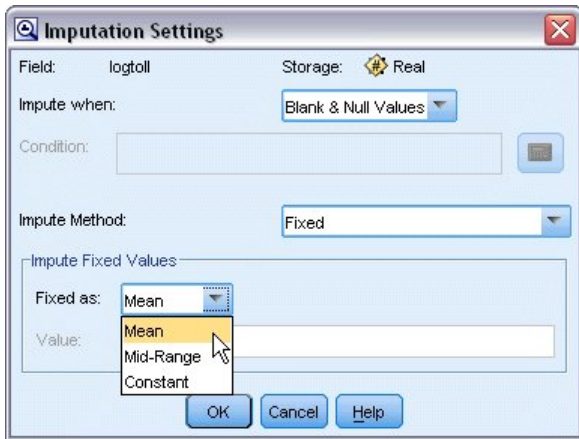 Imputation Settings
Field: logtoll Storage: # Real
Impute when: Blank & Null Values
Condition:
Impute Method: Fixed
Impute Fixed Values
Fixed as: Mean
Mean
Value:
Mid-Range
Constant
OK Cancel Help